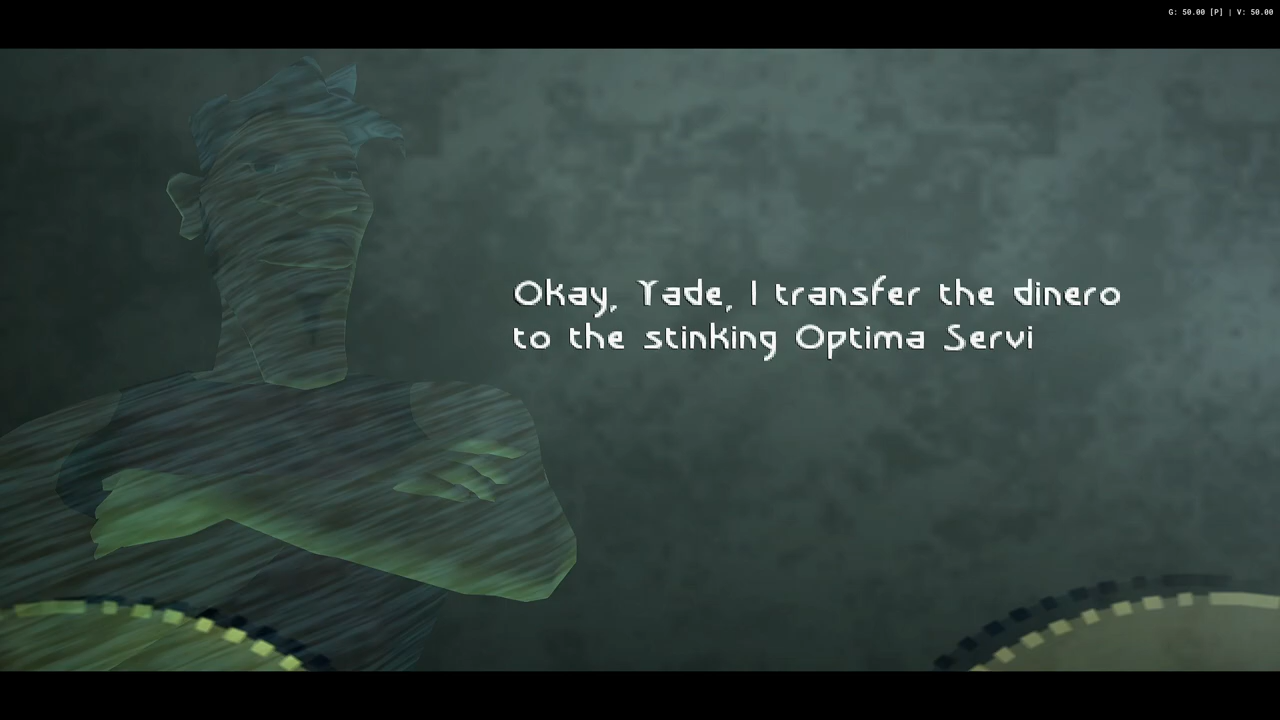 G: 50.00 [P] | V: 50.00
Okay, Yade, I transfer the dinero
to the stinking Optima Servi